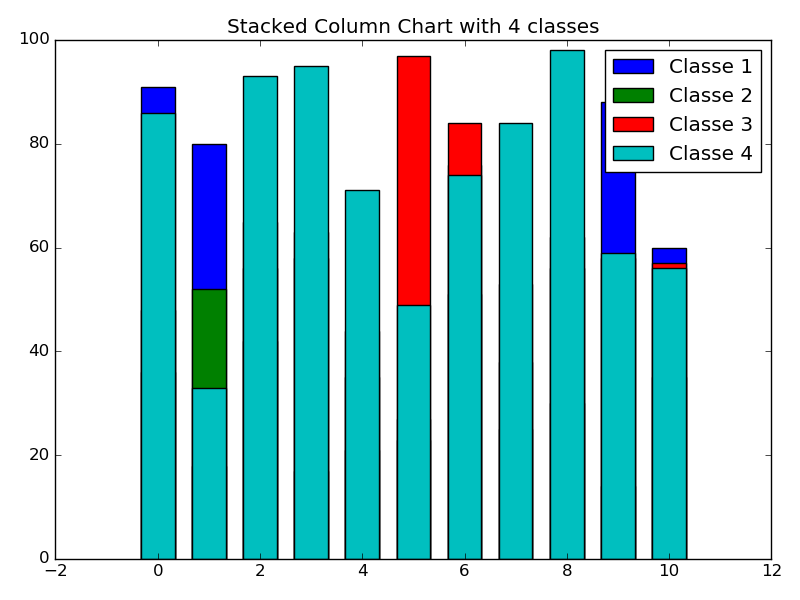 Stacked Column Chart with 4 classes
100
80
60
40
20
0
Classe 1
Classe 2
Classe 3
Classe 4
−2 0 2 4 6 8 10 12